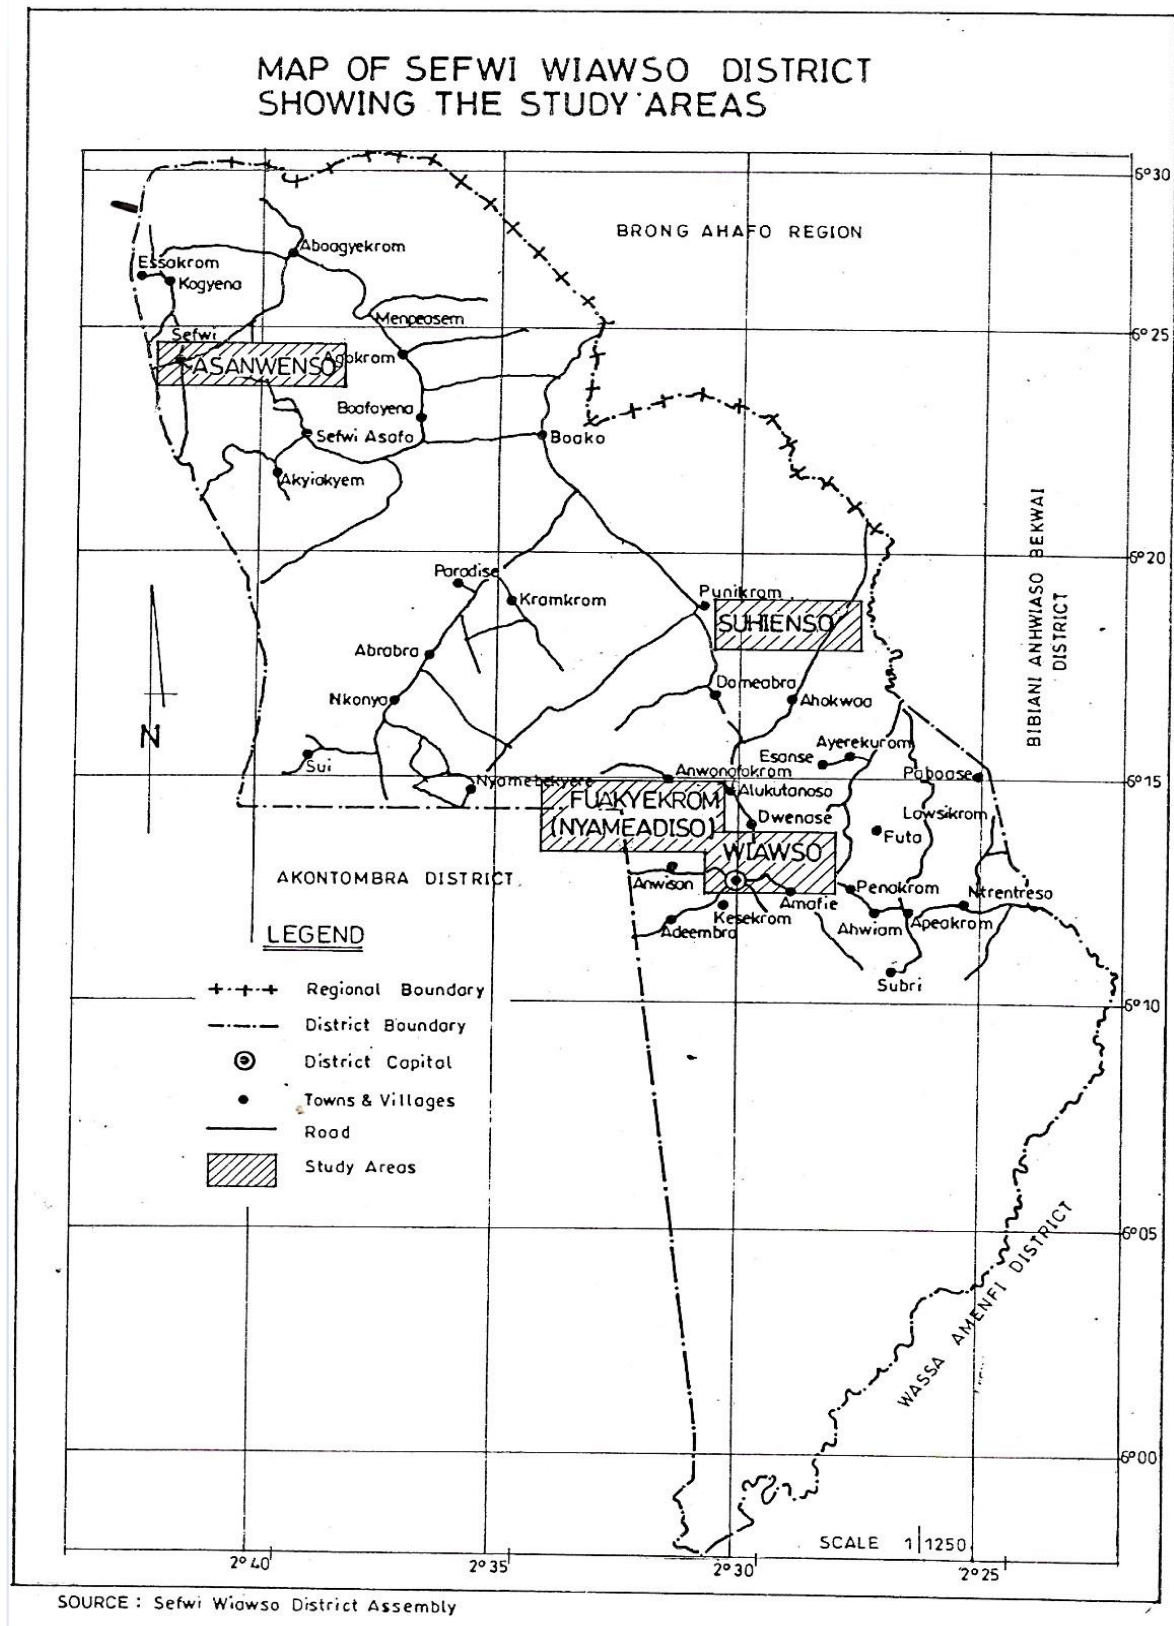 MAP OF SEFWI WIAWSO DISTRICT
SHOWING THE STUDY AREAS
6°30
BRONG AHAFO REGION
Aboagyekrom
Essakrom
Kogyena
Menpeasem
6°25
Sefwi
ASANWENSO
Agokrom
Boafoyena
Sefwi Asafo
Boako
Akyiakyem
BIBIANI ANHWIASO BEKWAI
DISTRICT
6°20
Paradise
Kramkrom
Punikrom
SUHIENSO
Abrabra
Domeabra
Nkonya
Ahokwaa
Ayerekurom
Esanse
Sui
Anwonafokrom
Paboase
6°15
Nyamebekyere
Alukutanoso
FUAKYEKROM
(NYAMEADISO)
Dwenase
Lawsikrom
Futa
WIAWSO
AKONTOMBRA DISTRICT
Anwisan
Penakrom
Ntrentreso
Amafie
Kesekrom
Adeembra
Ahwiam
Apeakrom
Subri
N
LEGEND
Regional Boundary
District Boundary
District Capital
Towns & Villages
Road
Study Areas
6°10
6°05
WASSA AMENFI DISTRICT
6°00
SCALE 1|1250
2°40
2°35
2°30
2°25
SOURCE : Sefwi Wiawso District Assembly